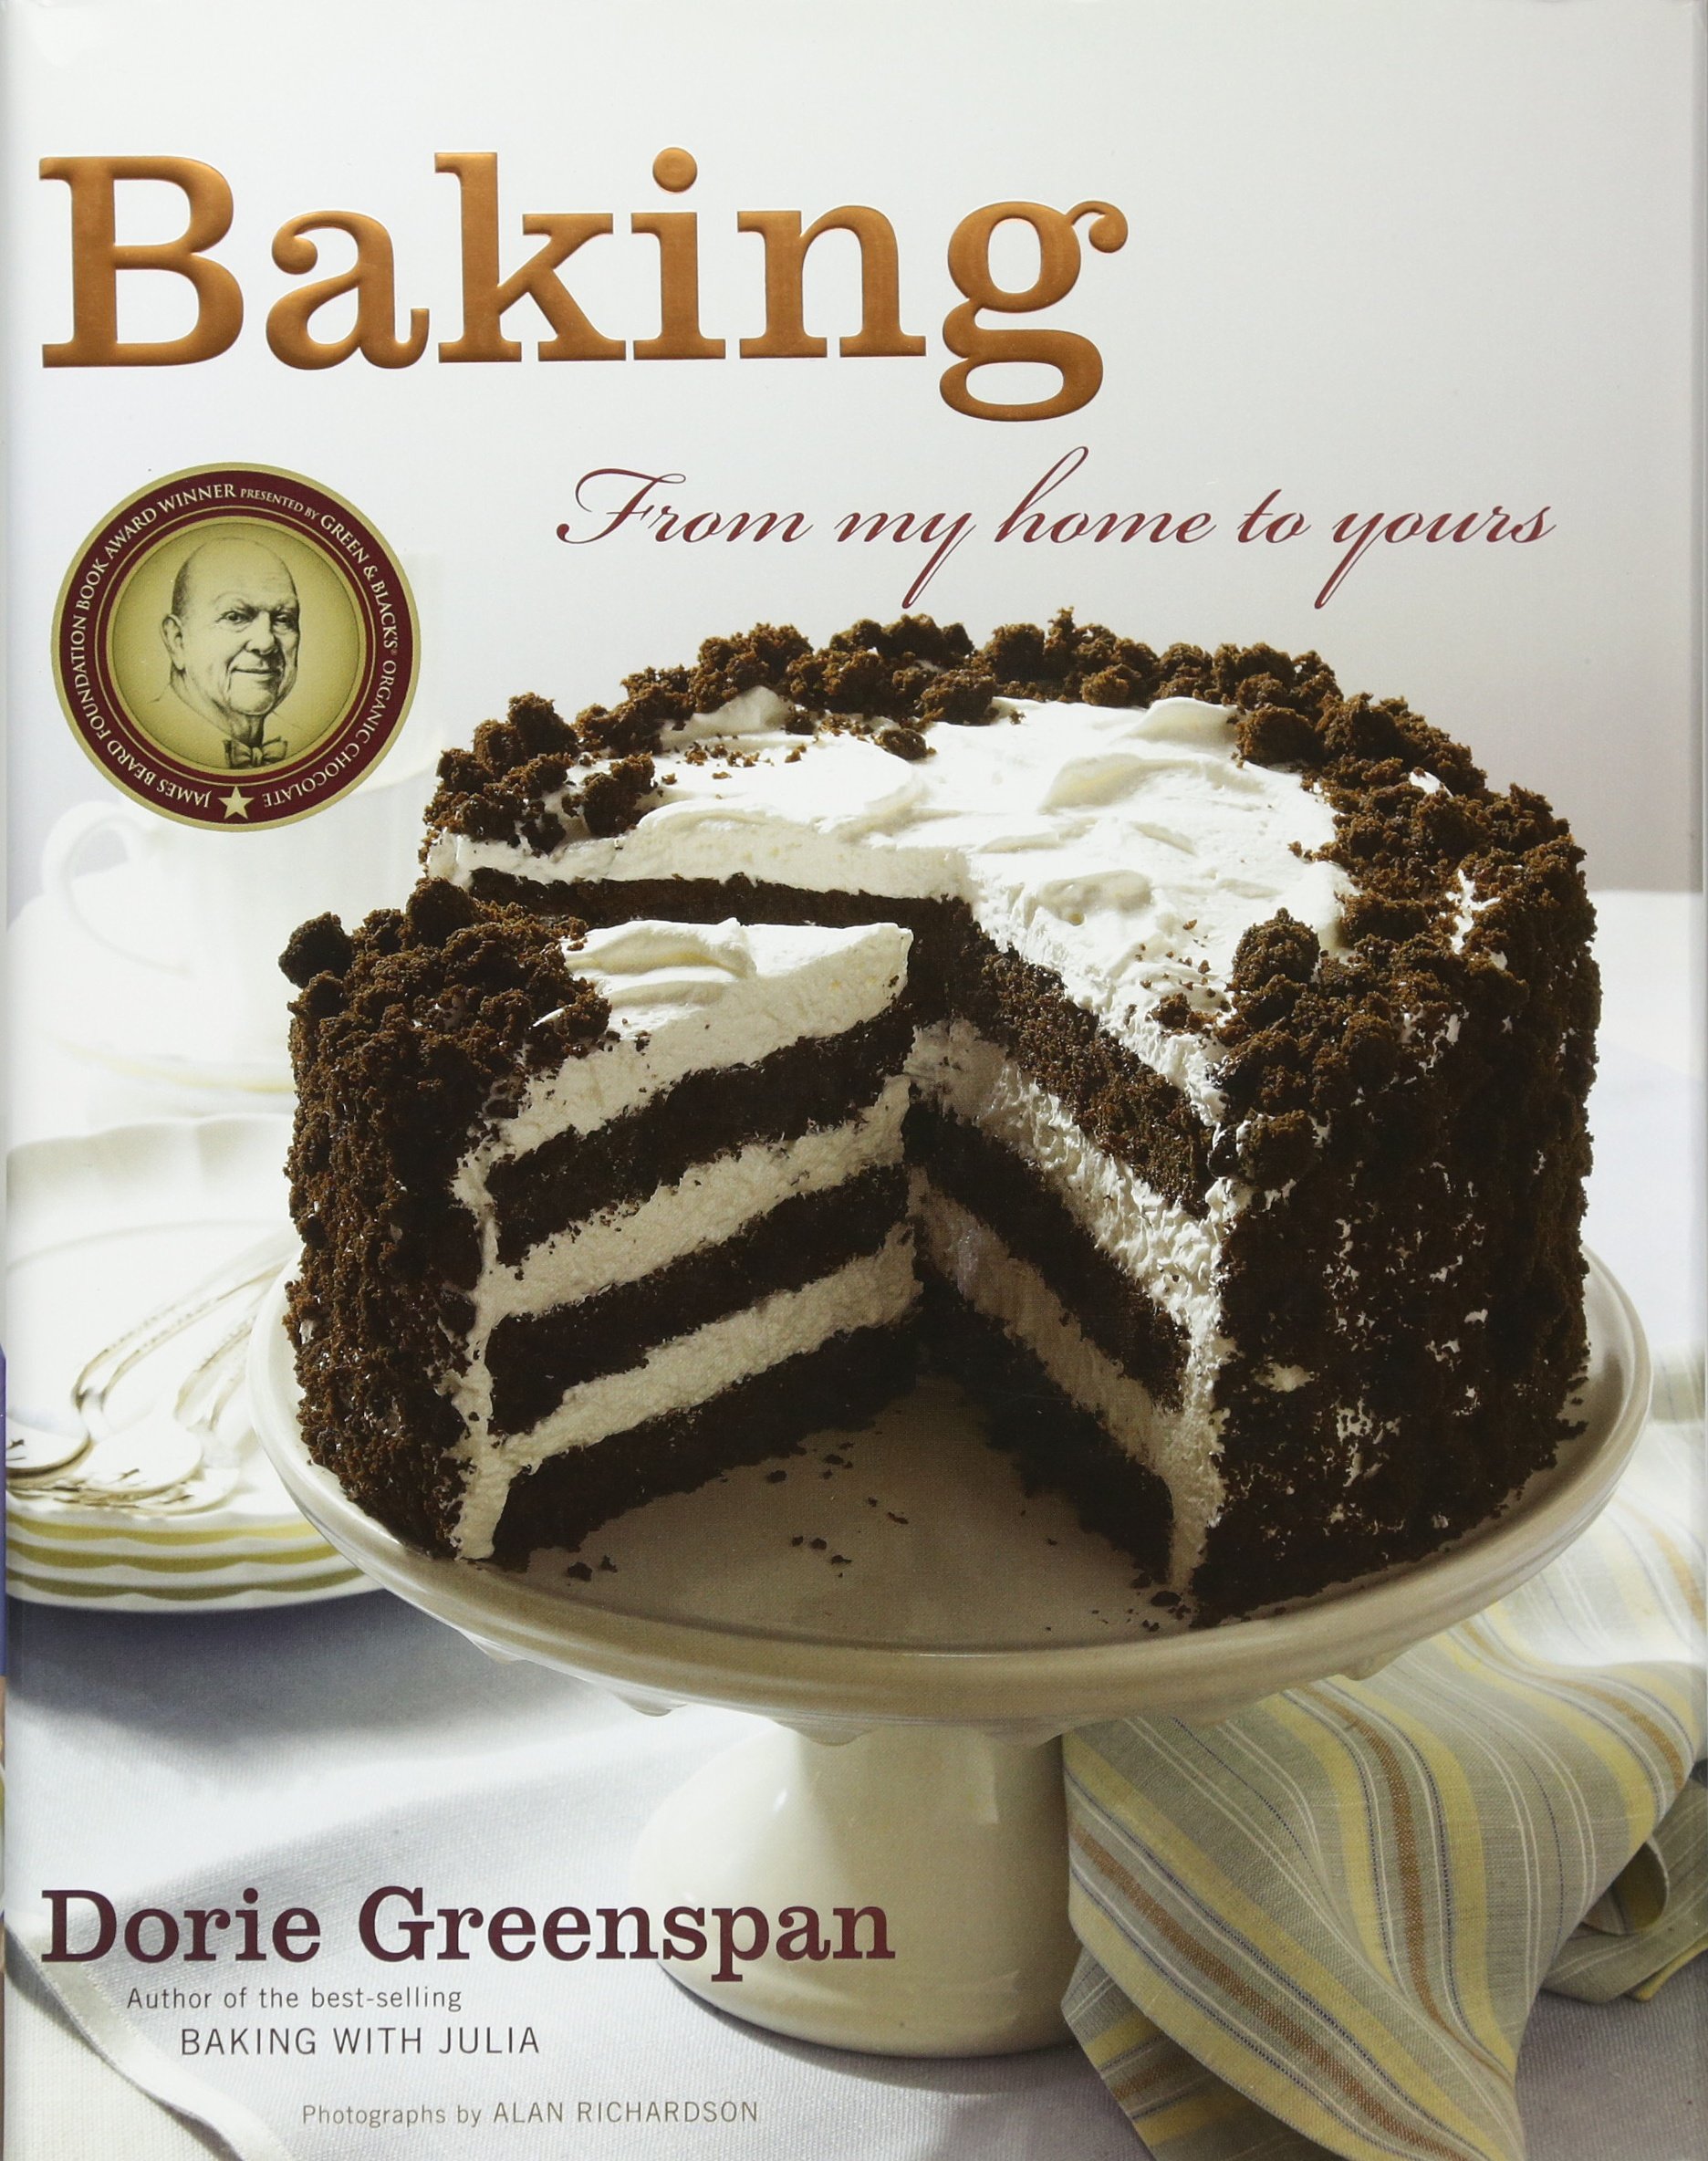 Baking
From my home to yours
JAMES BEARD FOUNDATION BOOK AWARD WINNER PRESENTED BY GREEN & BLACK'S® ORGANIC CHOCOLATE
Dorie Greenspan
Author of the best-selling
BAKING WITH JULIA
Photographs by ALAN RICHARDSON